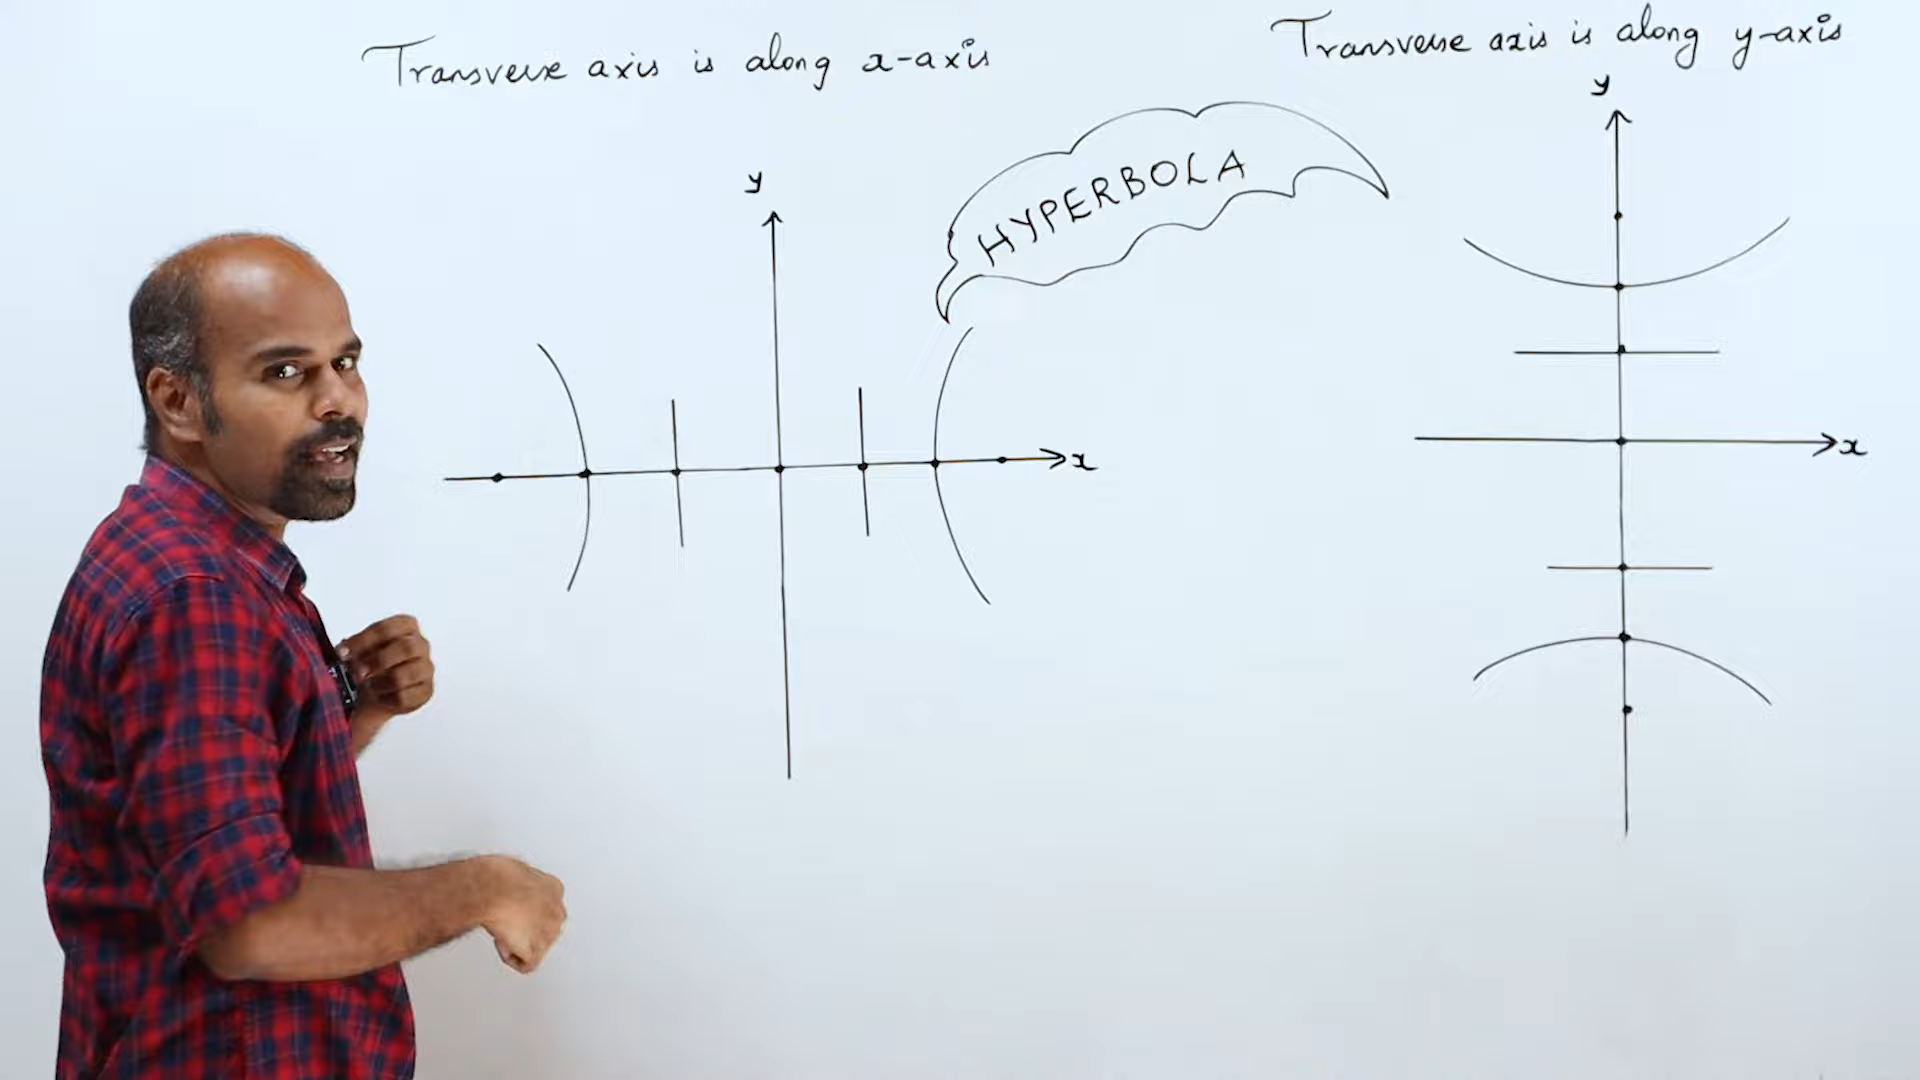 Transverse axis is along x-axis
Transverse axis is along y-axis
HYPERBOLA
y
x
y
x